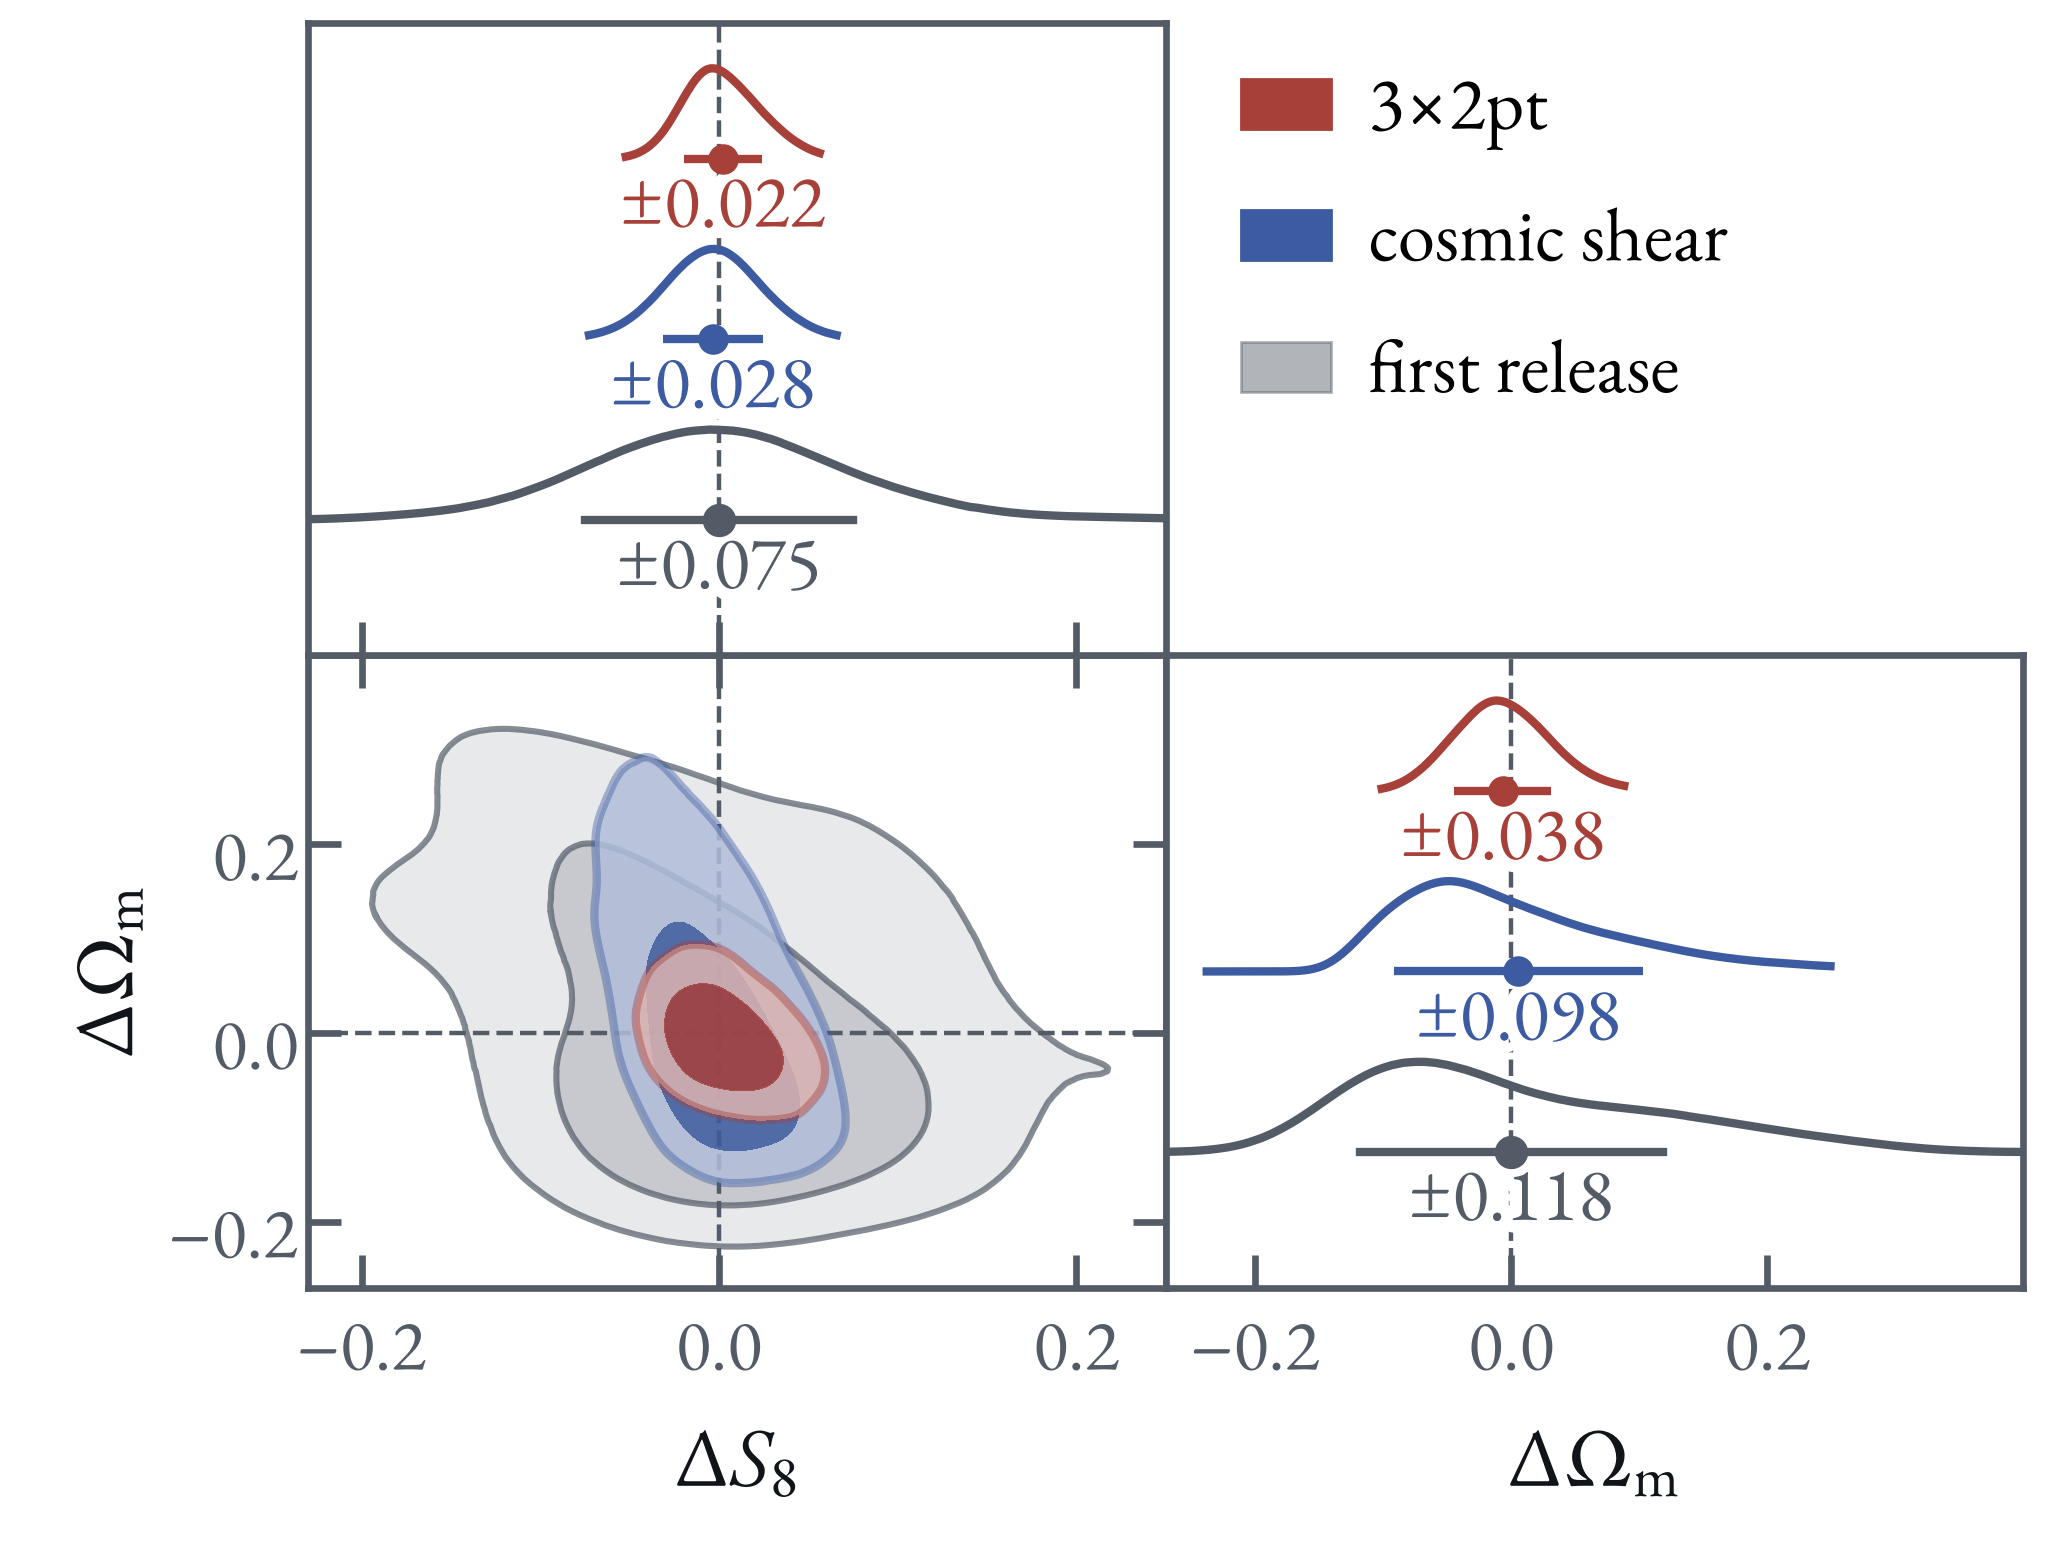 ±0.022
±0.028
±0.075
3×2pt
cosmic shear
first release
ΔΩm
0.2
0.0
−0.2
±0.038
±0.098
±0.118
−0.2 0.0 0.2 −0.2 0.0 0.2
ΔS8 ΔΩm